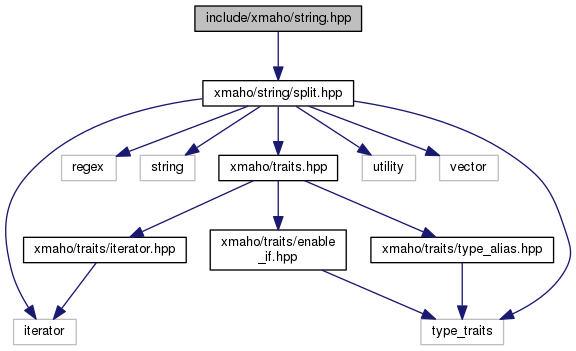 include/xmaho/string.hpp
xmaho/string/split.hpp
regex
string
xmaho/traits.hpp
utility
vector
xmaho/traits/iterator.hpp
xmaho/traits/enable
_if.hpp
xmaho/traits/type_alias.hpp
iterator
type_traits